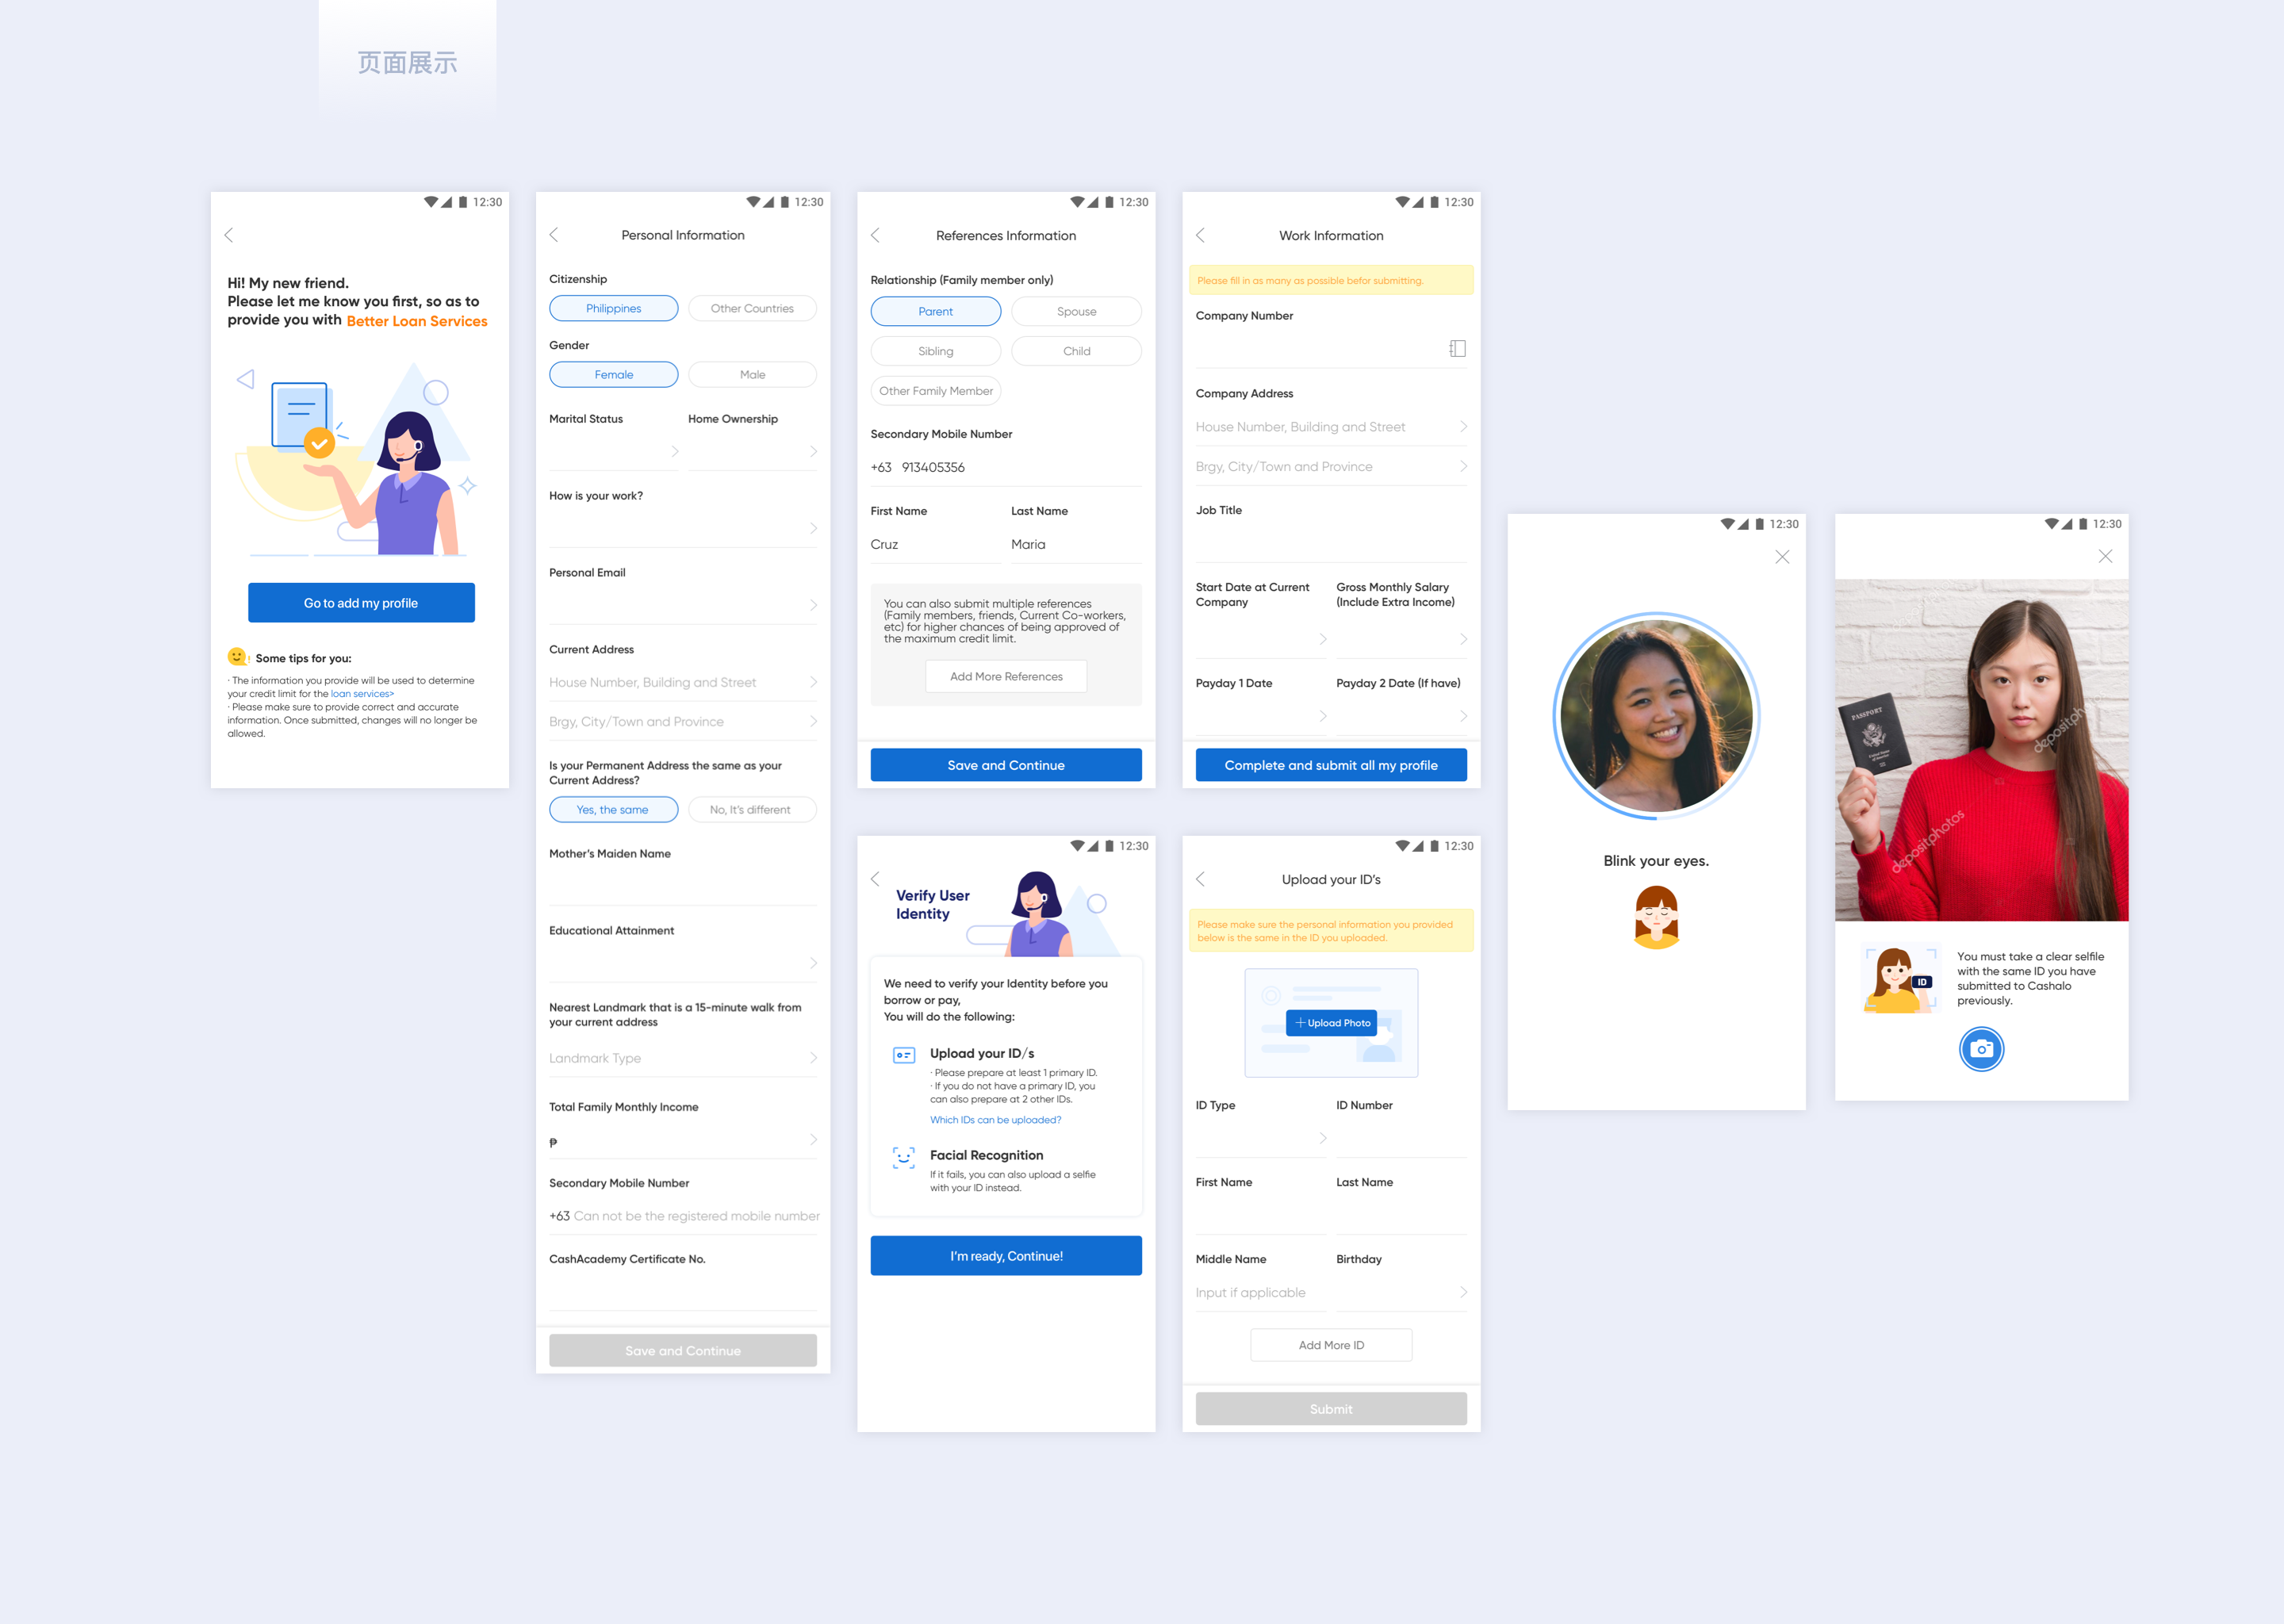 页面展示
12:30
Hi! My new friend.
Please let me know you first, so as to
provide you with Better Loan Services
Go to add my profile
Some tips for you:
· The information you provide will be used to determine
your credit limit for the loan services>
· Please make sure to provide correct and accurate
information. Once submitted, changes will no longer be
allowed.
12:30
Personal Information
Citizenship
Philippines
Other Countries
Gender
Female
Male
Marital Status
Home Ownership
How is your work?
Personal Email
Current Address
House Number, Building and Street
Brgy, City/Town and Province
Is your Permanent Address the same as your
Current Address?
Yes, the same
No, It's different
Mother's Maiden Name
Educational Attainment
Nearest Landmark that is a 15-minute walk from
your current address
Landmark Type
Total Family Monthly Income
₱
Secondary Mobile Number
+63 Can not be the registered mobile number
CashAcademy Certificate No.
Save and Continue
12:30
References Information
Relationship (Family member only)
Parent
Spouse
Sibling
Child
Other Family Member
Secondary Mobile Number
+63 913405356
First Name
Last Name
Cruz
Maria
You can also submit multiple references
(Family members, friends, Current Co-workers,
etc) for higher chances of being approved of
the maximum credit limit.
Add More References
Save and Continue
12:30
Work Information
Please fill in as many as possible befor submitting.
Company Number
Company Address
House Number, Building and Street
Brgy, City/Town and Province
Job Title
Start Date at Current
Company
Gross Monthly Salary
(Include Extra Income)
Payday 1 Date
Payday 2 Date (If have)
Complete and submit all my profile
12:30
Verify User
Identity
We need to verify your Identity before you
borrow or pay,
You will do the following:
Upload your ID/s
· Please prepare at least 1 primary ID.
· If you do not have a primary ID, you
can also prepare at 2 other IDs.
Which IDs can be uploaded?
Facial Recognition
If it fails, you can also upload a selfie
with your ID instead.
I'm ready, Continue!
12:30
Upload your ID's
Please make sure the personal information you provided
below is the same in the ID you uploaded.
Upload Photo
ID Type
ID Number
First Name
Last Name
Middle Name
Birthday
Input if applicable
Add More ID
Submit
12:30
Blink your eyes.
12:30
PASSPORT
depositph
depositphotos
ID
You must take a clear selfile
with the same ID you have
submitted to Cashalo
previously.